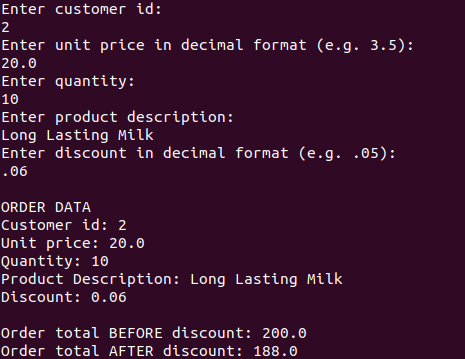 Enter customer id:
2
Enter unit price in decimal format (e.g. 3.5):
20.0
Enter quantity:
10
Enter product description:
Long Lasting Milk
Enter discount in decimal format (e.g. .05):
.06
ORDER DATA
Customer id: 2
Unit price: 20.0
Quantity: 10
Product Description: Long Lasting Milk
Discount: 0.06
Order total BEFORE discount: 200.0
Order total AFTER discount: 188.0